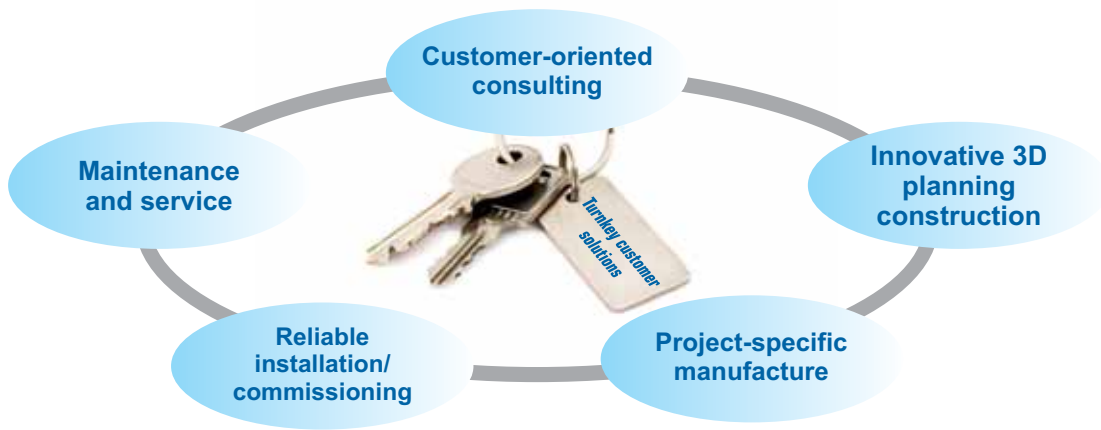 Customer-oriented
consulting
Innovative 3D
planning
construction
Project-specific
manufacture
Reliable
installation/
commissioning
Maintenance
and service
Turnkey customer
solutions